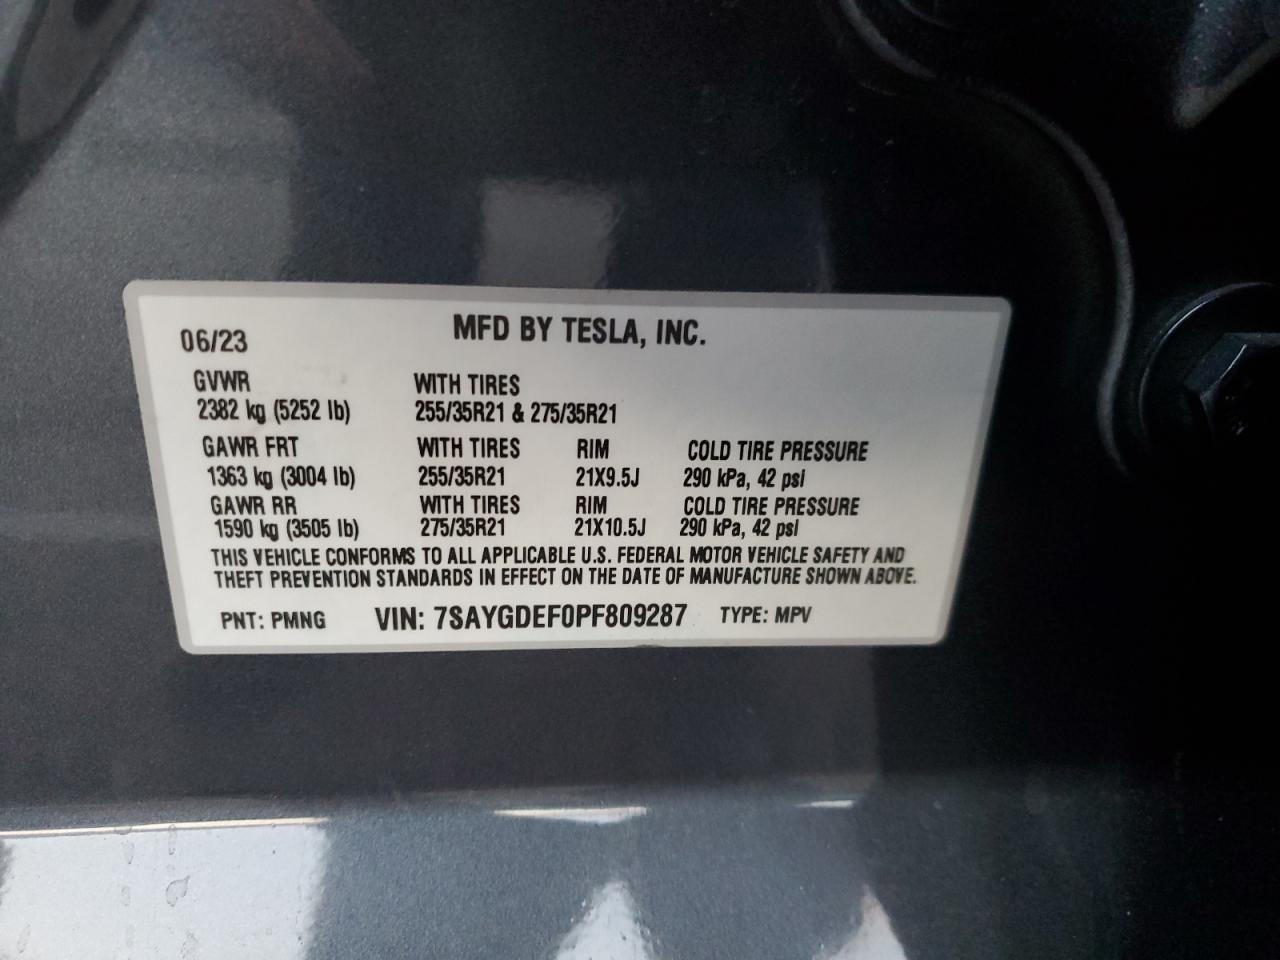 06/23 MFD BY TESLA, INC.
GVWR WITH TIRES
2382 kg (5252 lb) 255/35R21 & 275/35R21
GAWR FRT WITH TIRES RIM COLD TIRE PRESSURE
1363 kg (3004 lb) 255/35R21 21X9.5J 290 kPa, 42 psi
GAWR RR WITH TIRES RIM COLD TIRE PRESSURE
1590 kg (3505 lb) 275/35R21 21X10.5J 290 kPa, 42 psi
THIS VEHICLE CONFORMS TO ALL APPLICABLE U.S. FEDERAL MOTOR VEHICLE SAFETY AND
THEFT PREVENTION STANDARDS IN EFFECT ON THE DATE OF MANUFACTURE SHOWN ABOVE.
PNT: PMNG VIN: 7SAYGDEF0PF809287 TYPE: MPV